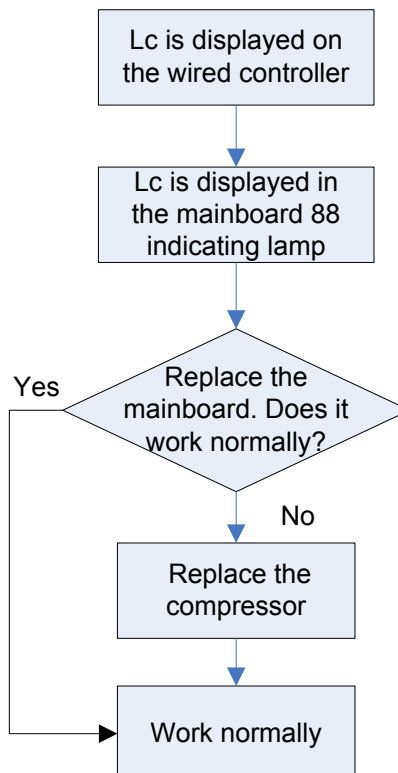 Lc is displayed on
the wired controller
Lc is displayed in
the mainboard 88
indicating lamp
Yes
Replace the
mainboard. Does it
work normally?
No
Replace the
compressor
Work normally